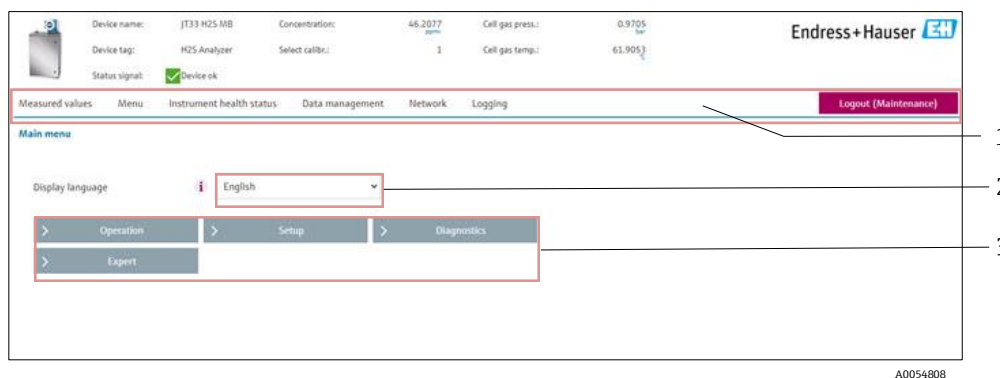 Device name: JT33 H2S MB Concentration: 46.2077 ppmv Cell gas press.: 0.9705 bar
Endress+Hauser EH
Device tag: H2S Analyzer Select calibr.: 1 Cell gas temp.: 61.9053
Status signal: Device ok
Measured values Menu Instrument health status Data management Network Logging Logout (Maintenance)
1
Main menu
Display language i English
2
Operation Setup Diagnostics
3
Expert
A0054808